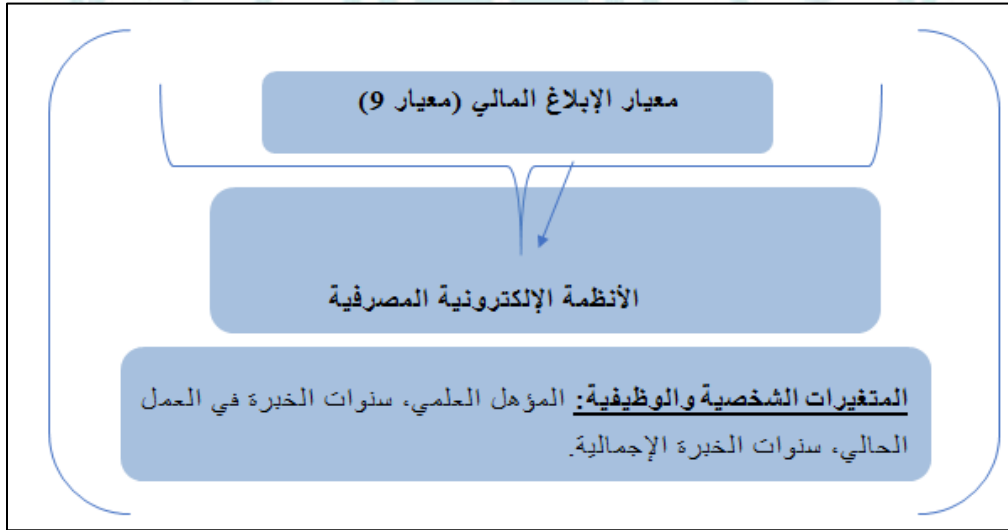 معيار الإبلاغ المالي (معيار 9)
الأنظمة الإلكترونية المصرفية
المتغيرات الشخصية والوظيفية: المؤهل العلمي، سنوات الخبرة في العمل
الحالي، سنوات الخبرة الإجمالية.